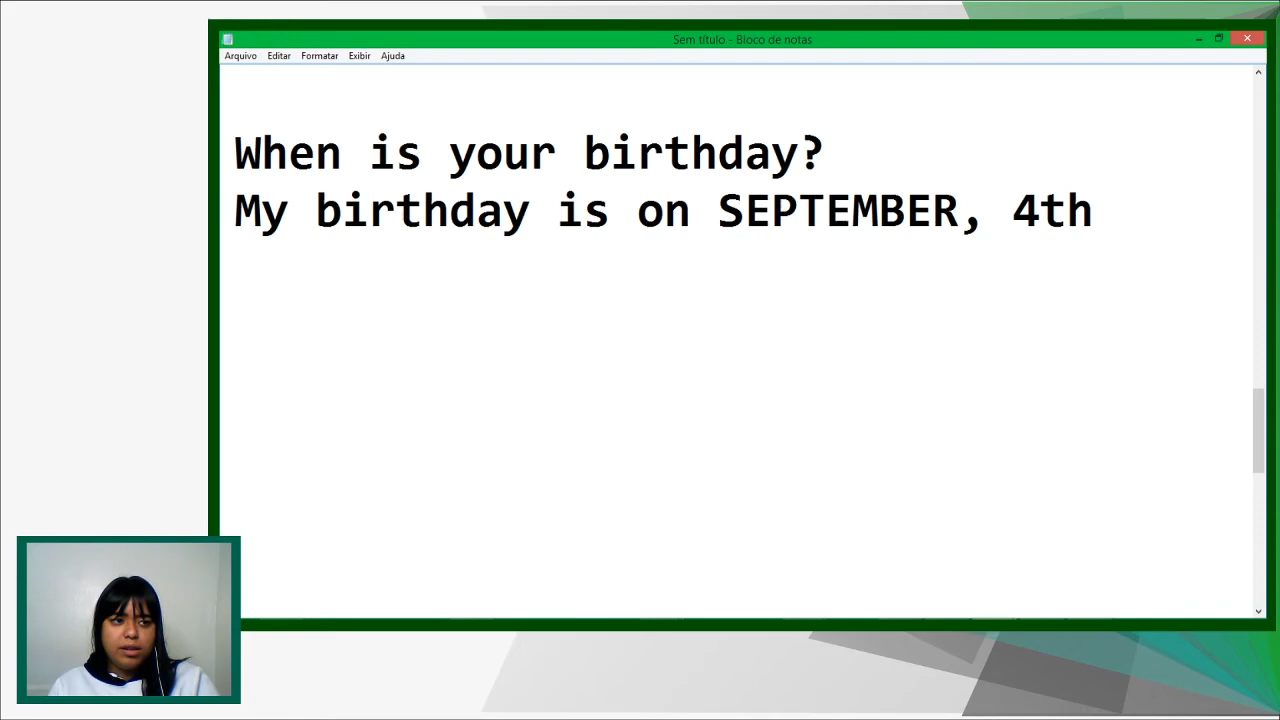 Sem título - Bloco de notas
Arquivo Editar Formatar Exibir Ajuda
When is your birthday?
My birthday is on SEPTEMBER, 4th